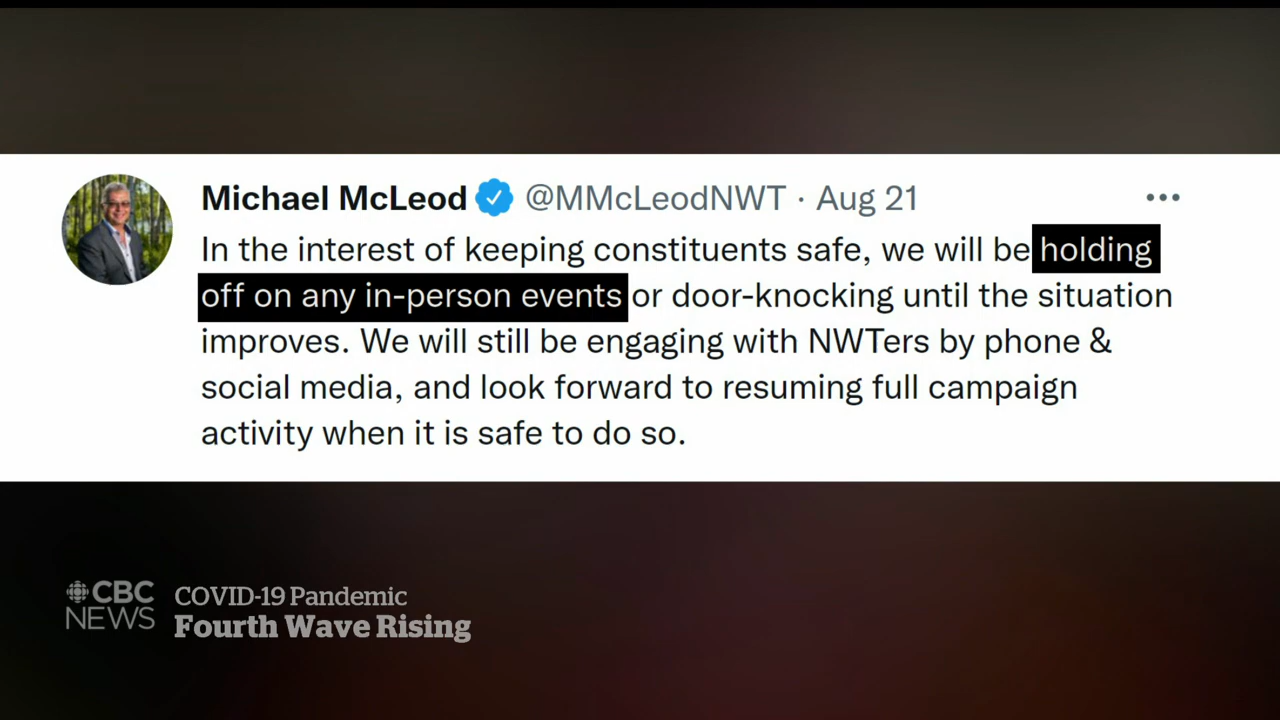 Michael McLeod @MMcLeodNWT · Aug 21
In the interest of keeping constituents safe, we will be holding
off on any in-person events or door-knocking until the situation
improves. We will still be engaging with NWTers by phone &
social media, and look forward to resuming full campaign
activity when it is safe to do so.
CBC
NEWS
COVID-19 Pandemic
Fourth Wave Rising